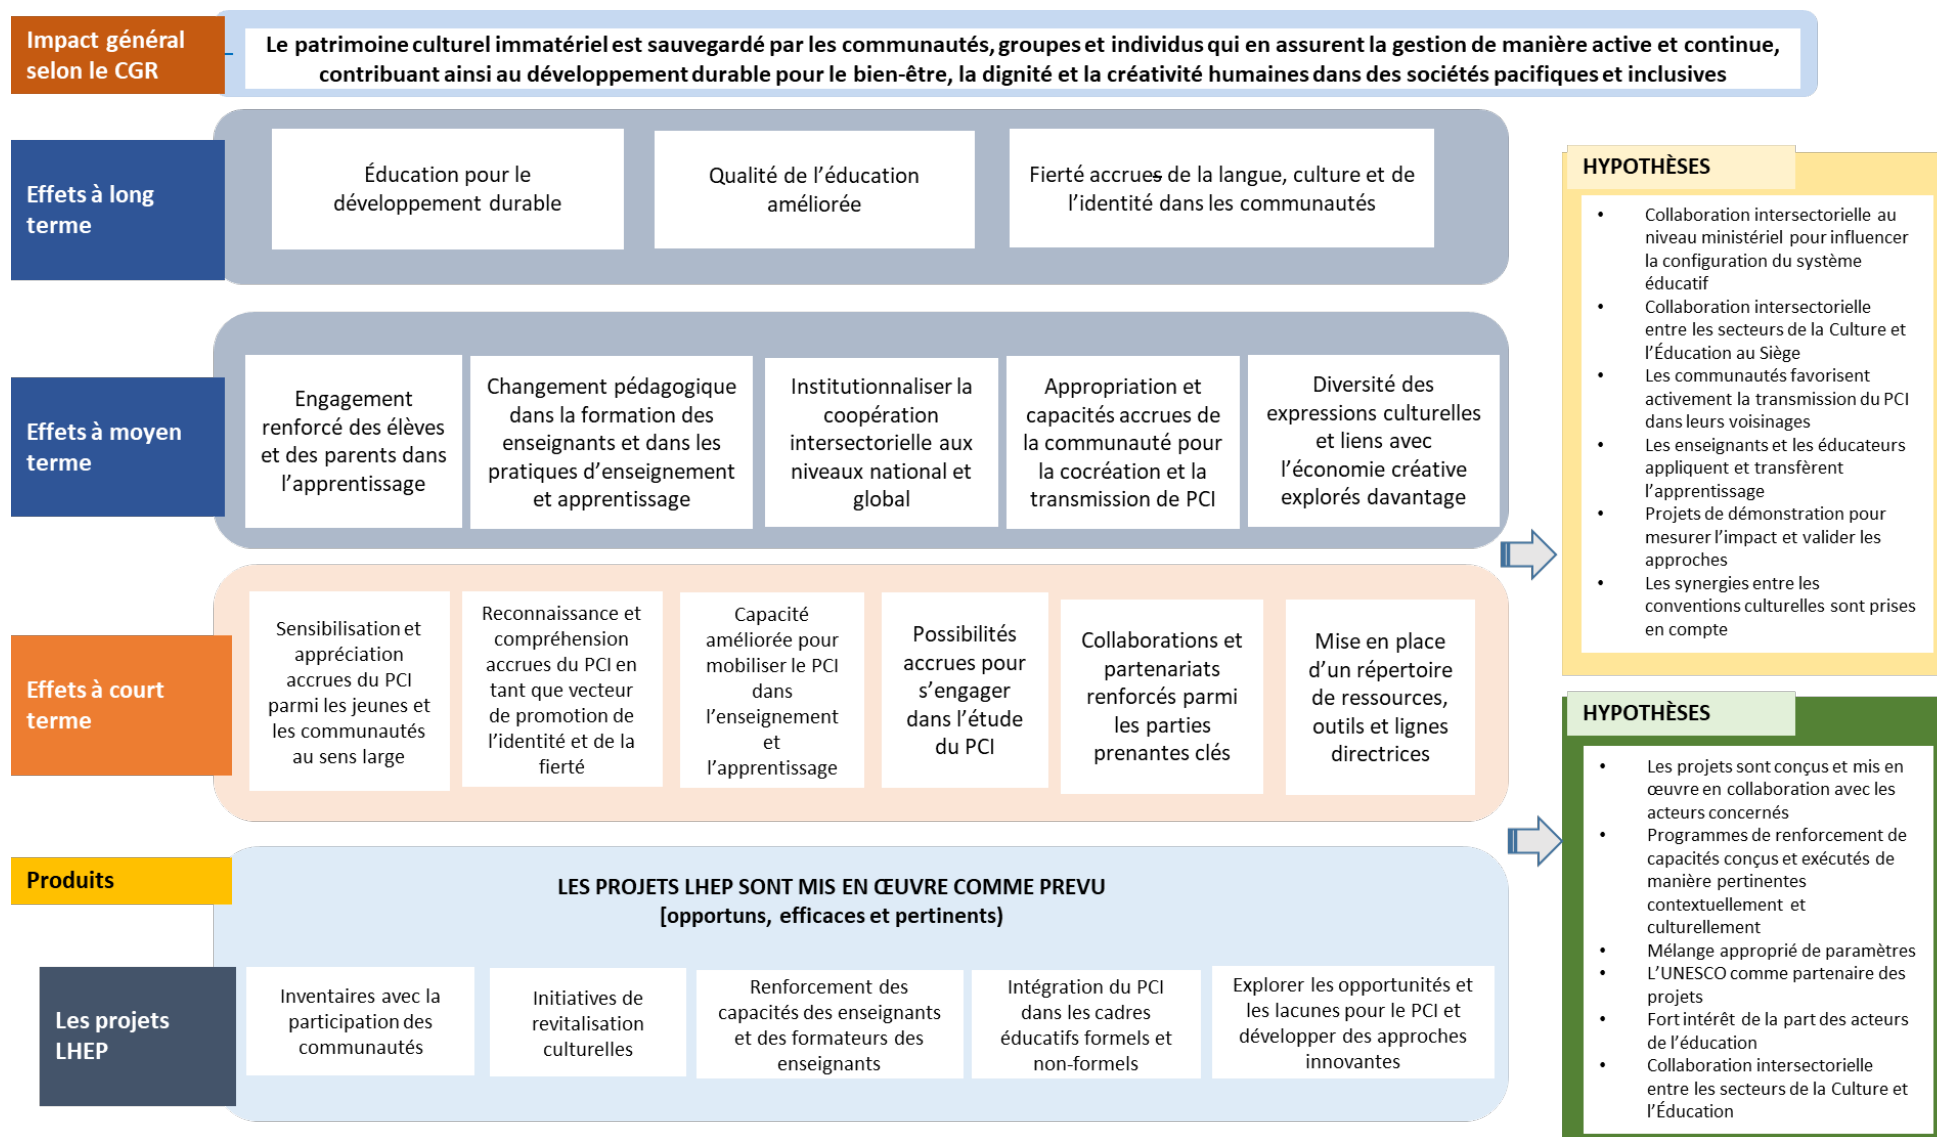 Impact général
selon le CGR
Le patrimoine culturel immatériel est sauvegardé par les communautés, groupes et individus qui en assurent la gestion de manière active et continue,
contribuant ainsi au développement durable pour le bien-être, la dignité et la créativité humaines dans des sociétés pacifiques et inclusives
Effets à long
terme
Éducation pour le
développement durable
Qualité de l’éducation
améliorée
Fierté accrues de la langue, culture et de
l’identité dans les communautés
Effets à moyen
terme
Engagement
renforcé des élèves
et des parents dans
l’apprentissage
Changement pédagogique
dans la formation des
enseignants et dans les
pratiques d’enseignement
et apprentissage
Institutionnaliser la
coopération
intersectorielle aux
niveaux national et
global
Appropriation et
capacités accrues de
la communauté pour
la cocréation et la
transmission de PCI
Diversité des
expressions culturelles
et liens avec
l’économie créative
explorés davantage
Effets à court
terme
Sensibilisation et
appréciation
accrues du PCI
parmi les jeunes et
les communautés
au sens large
Reconnaissance et
compréhension
accrues du PCI en
tant que vecteur
de promotion de
l’identité et de la
fierté
Capacité
améliorée pour
mobiliser le PCI
dans
l’enseignement
et
l’apprentissage
Possibilités
accrues pour
s’engager
dans l’étude
du PCI
Collaborations et
partenariats
renforcés parmi
les parties
prenantes clés
Mise en place
d’un répertoire
de ressources,
outils et lignes
directrices
Produits
LES PROJETS LHEP SONT MIS EN ŒUVRE COMME PREVU
[opportuns, efficaces et pertinents)
Les projets
LHEP
Inventaires avec la
participation des
communautés
Initiatives de
revitalisation
culturelles
Renforcement des
capacités des enseignants
et des formateurs des
enseignants
Intégration du PCI
dans les cadres
éducatifs formels et
non-formels
Explorer les opportunités et
les lacunes pour le PCI et
développer des approches
innovantes
HYPOTHÈSES
• Collaboration intersectorielle au
niveau ministériel pour influencer
la configuration du système
éducatif
• Collaboration intersectorielle
entre les secteurs de la Culture et
l’Éducation au Siège
• Les communautés favorisent
activement la transmission du PCI
dans leurs voisinages
• Les enseignants et les éducateurs
appliquent et transfèrent
l’apprentissage
• Projets de démonstration pour
mesurer l’impact et valider les
approches
• Les synergies entre les
conventions culturelles sont prises
en compte
HYPOTHÈSES
• Les projets sont conçus et mis en
œuvre en collaboration avec les
acteurs concernés
• Programmes de renforcement de
capacités conçus et exécutés de
manière pertinentes
contextuellement et
culturellement
• Mélange approprié de paramètres
• L’UNESCO comme partenaire des
projets
• Fort intérêt de la part des acteurs
de l’éducation
• Collaboration intersectorielle
entre les secteurs de la Culture et
l’Éducation